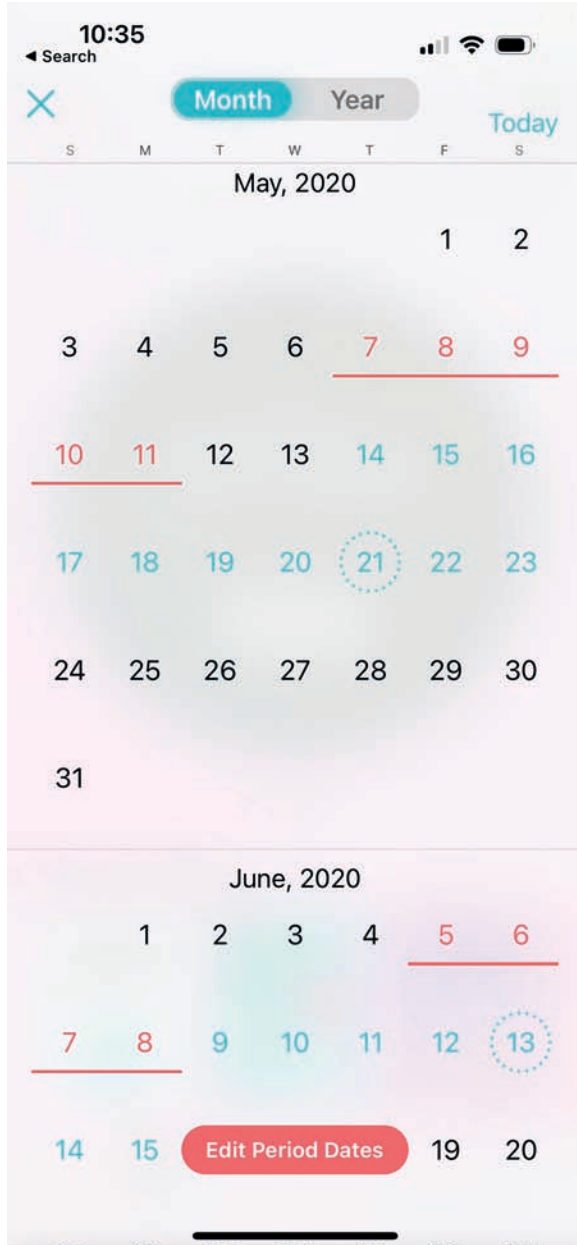 10:35
◀ Search
Month Year
Today
S M T W T F S
May, 2020
1 2
3 4 5 6 7 8 9
10 11 12 13 14 15 16
17 18 19 20 21 22 23
24 25 26 27 28 29 30
31
June, 2020
1 2 3 4 5 6
7 8 9 10 11 12 13
14 15 Edit Period Dates 19 20